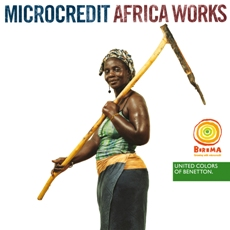 MICROCREDIT AFRICA WORKS
BIRIMA
UNITED COLORS
OF BENETTON.